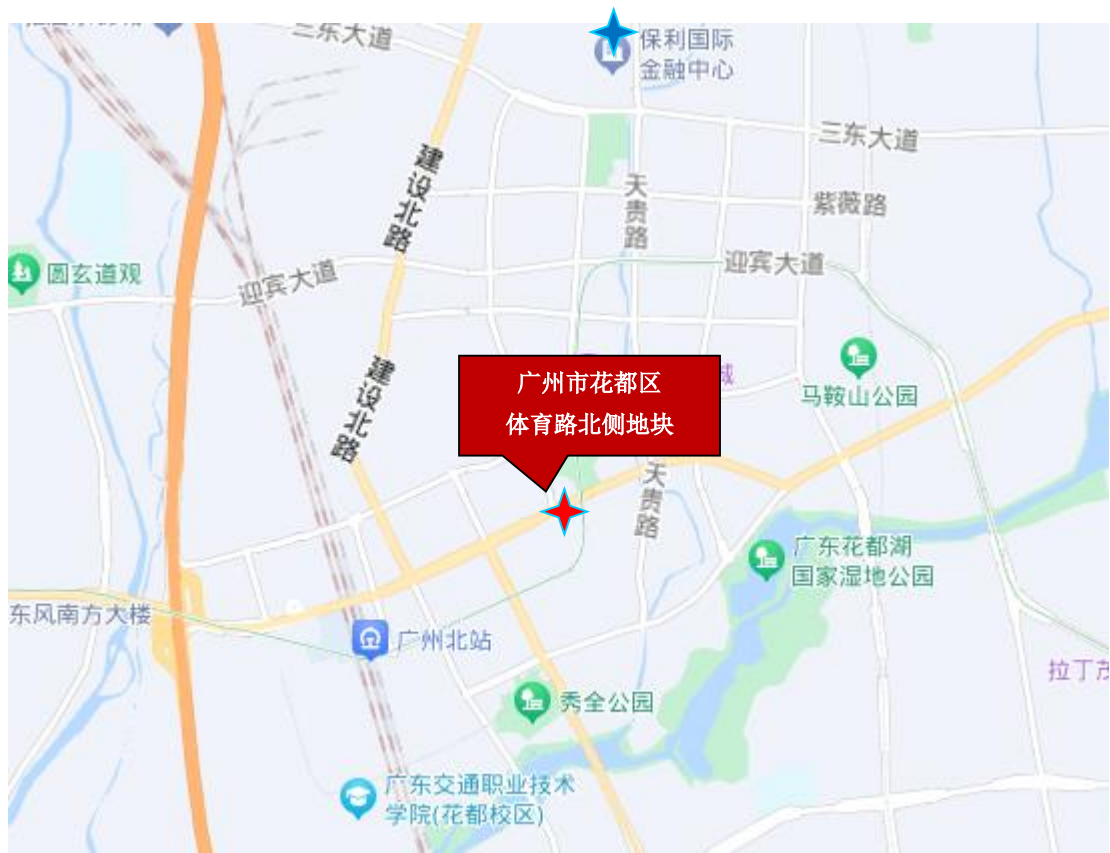 三东大道
保利国际
金融中心
三东大道
建设北路
天贵路
紫薇路
迎宾大道
圆玄道观
迎宾大道
建设北路
广州市花都区
体育路北侧地块
城
马鞍山公园
天贵路
广东花都湖
国家湿地公园
东风南方大楼
广州北站
拉丁茂
秀全公园
广东交通职业技术
学院(花都校区)